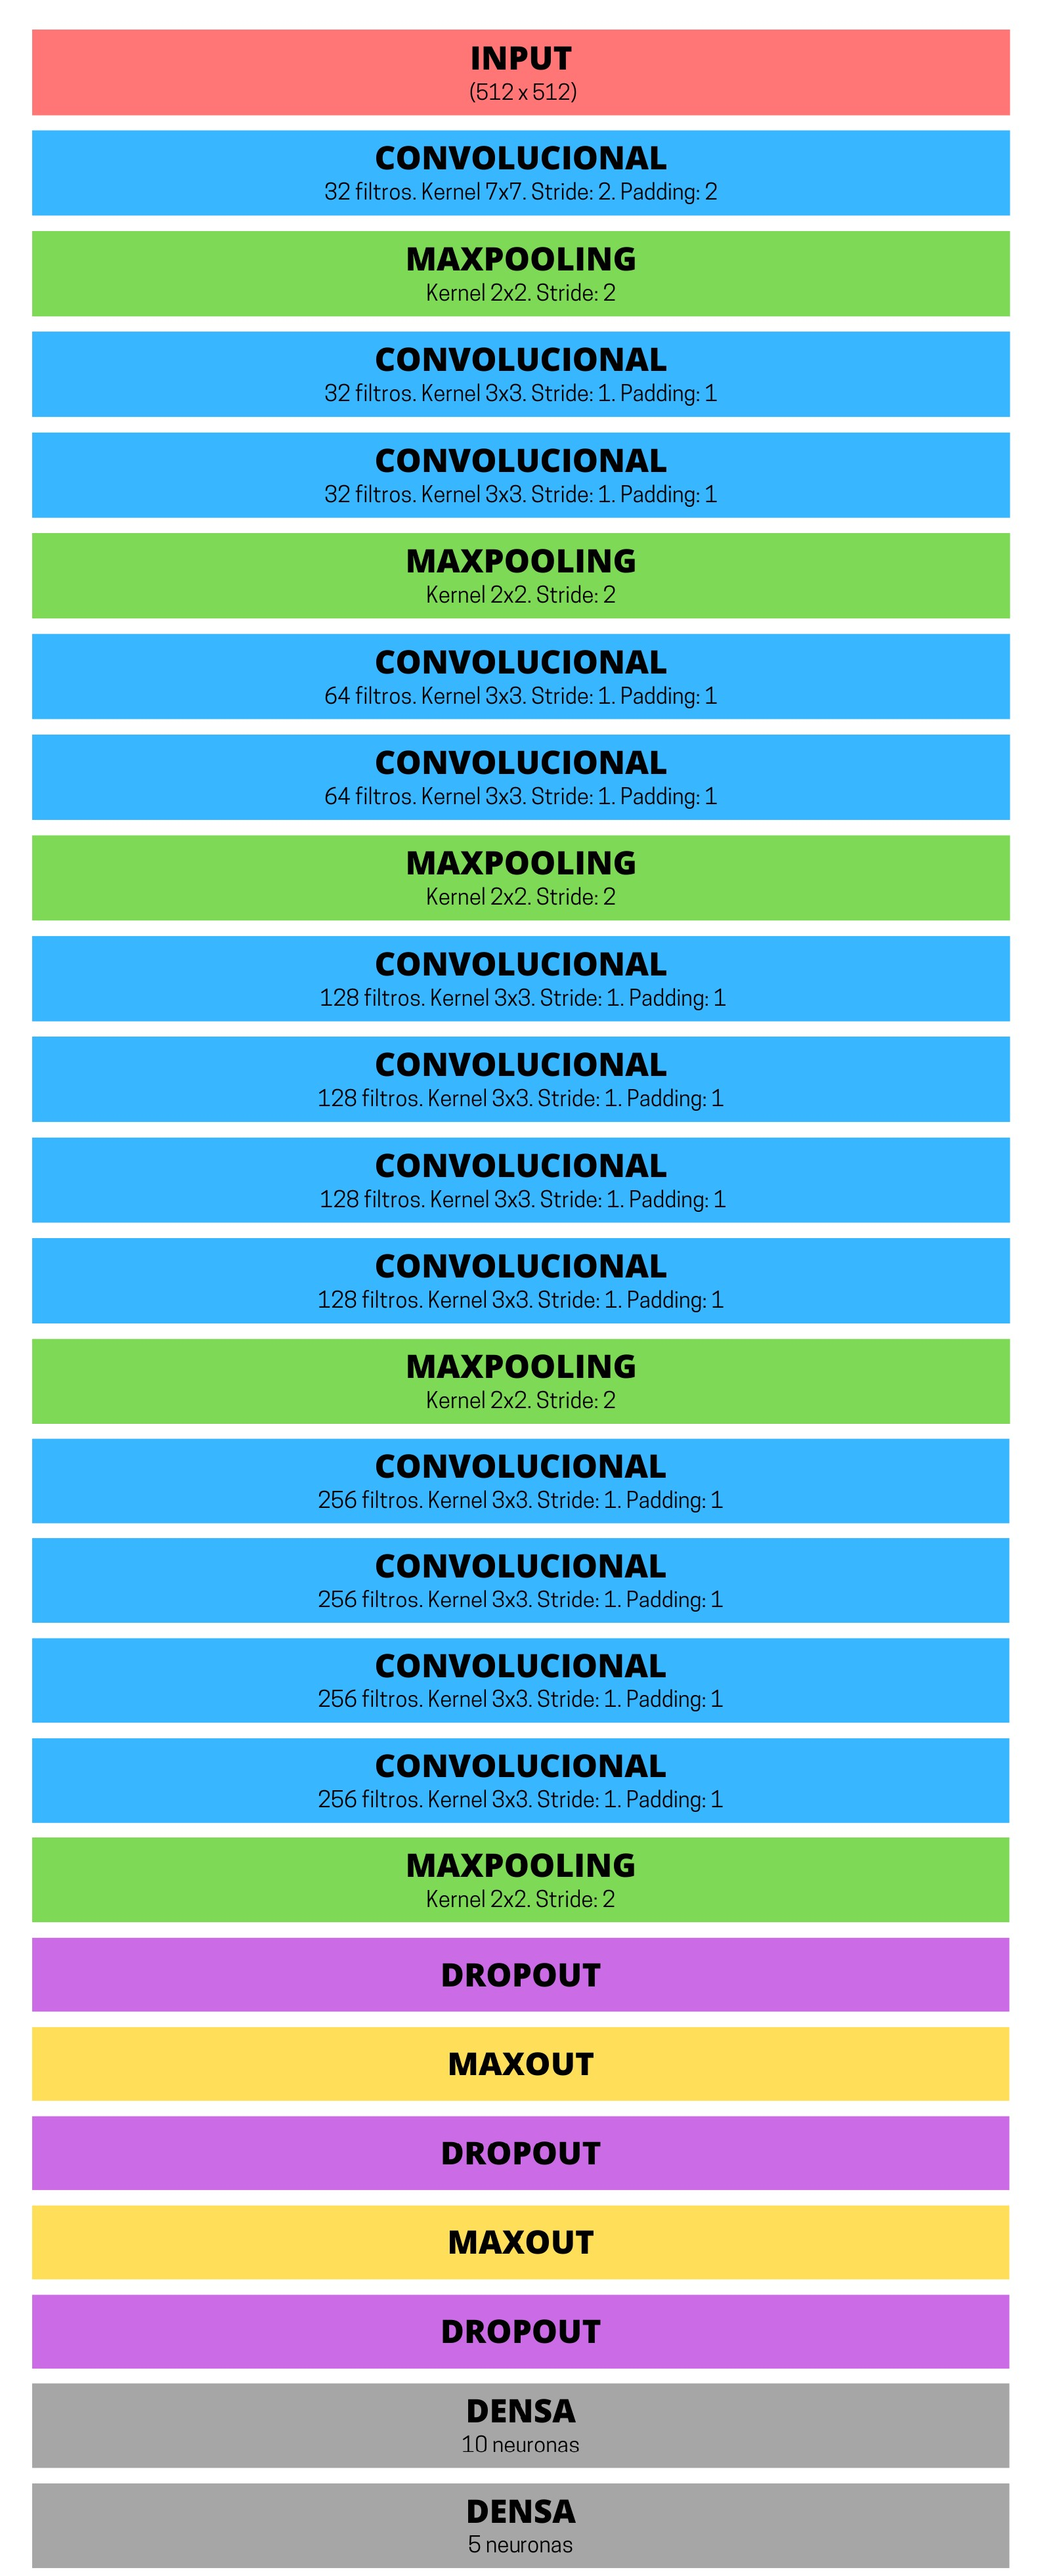 INPUT
(512 x 512)
CONVOLUCIONAL
32 filtros. Kernel 7x7. Stride: 2. Padding: 2
MAXPOOLING
Kernel 2x2. Stride: 2
CONVOLUCIONAL
32 filtros. Kernel 3x3. Stride: 1. Padding: 1
CONVOLUCIONAL
32 filtros. Kernel 3x3. Stride: 1. Padding: 1
MAXPOOLING
Kernel 2x2. Stride: 2
CONVOLUCIONAL
64 filtros. Kernel 3x3. Stride: 1. Padding: 1
CONVOLUCIONAL
64 filtros. Kernel 3x3. Stride: 1. Padding: 1
MAXPOOLING
Kernel 2x2. Stride: 2
CONVOLUCIONAL
128 filtros. Kernel 3x3. Stride: 1. Padding: 1
CONVOLUCIONAL
128 filtros. Kernel 3x3. Stride: 1. Padding: 1
CONVOLUCIONAL
128 filtros. Kernel 3x3. Stride: 1. Padding: 1
CONVOLUCIONAL
128 filtros. Kernel 3x3. Stride: 1. Padding: 1
MAXPOOLING
Kernel 2x2. Stride: 2
CONVOLUCIONAL
256 filtros. Kernel 3x3. Stride: 1. Padding: 1
CONVOLUCIONAL
256 filtros. Kernel 3x3. Stride: 1. Padding: 1
CONVOLUCIONAL
256 filtros. Kernel 3x3. Stride: 1. Padding: 1
CONVOLUCIONAL
256 filtros. Kernel 3x3. Stride: 1. Padding: 1
MAXPOOLING
Kernel 2x2. Stride: 2
DROPOUT
MAXOUT
DROPOUT
MAXOUT
DROPOUT
DENSA
10 neuronas
DENSA
5 neuronas